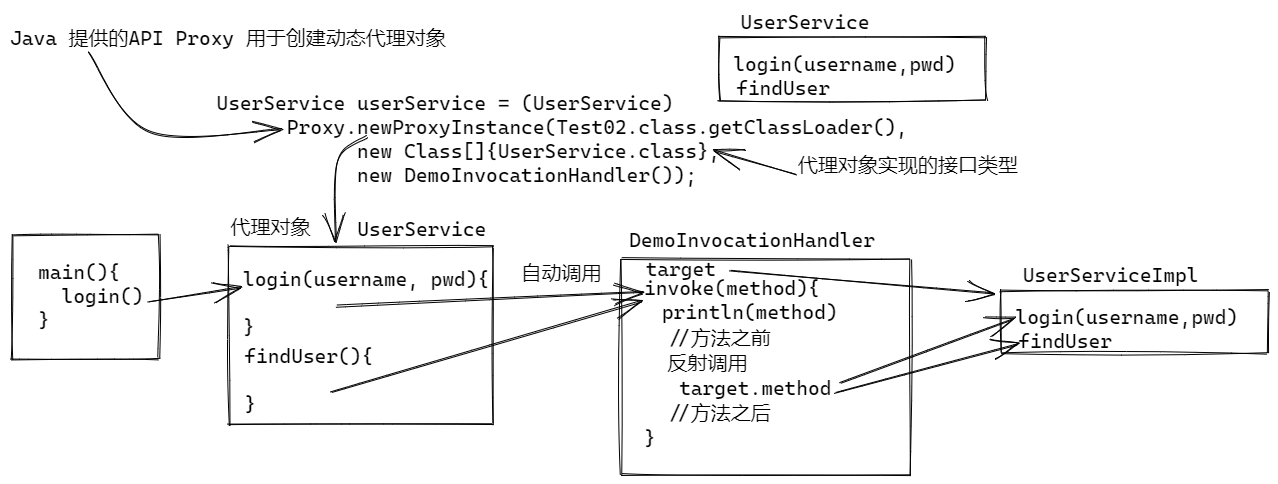 Java 提供的API Proxy 用于创建动态代理对象
UserService
login(username,pwd)
findUser
UserService userService = (UserService)
Proxy.newProxyInstance(Test02.class.getClassLoader(),
new Class[]{UserService.class},
new DemoInvocationHandler());
代理对象实现的接口类型
main(){
login()
}
代理对象
UserService
login(username, pwd){
}
findUser(){
}
自动调用
DemoInvocationHandler
target
invoke(method){
println(method)
//方法之前
反射调用
target.method
//方法之后
}
UserServiceImpl
login(username,pwd)
findUser